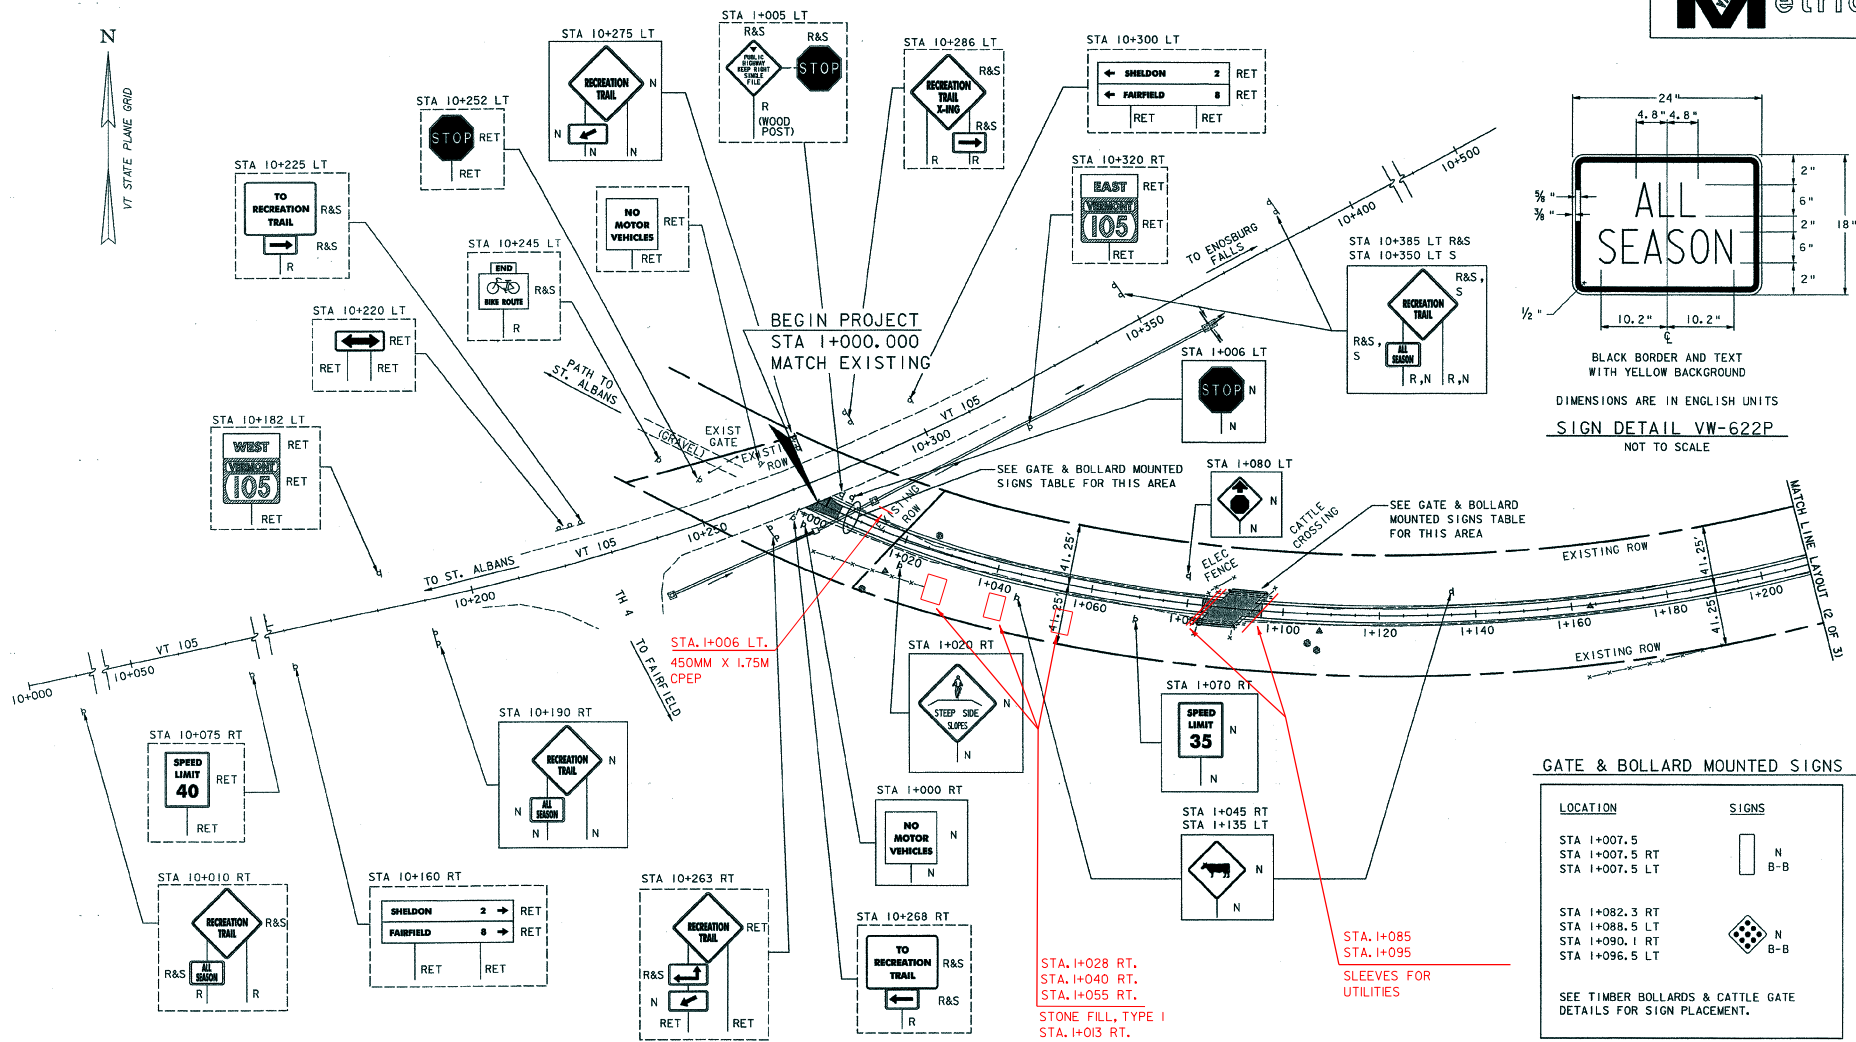 N
VT STATE PLANE GRID
STA 10+275 LT
RECREATION
TRAIL
N
N
N
N
STA 1+005 LT
R&S
R&S
PUBLIC
HIGHWAY
KEEP RIGHT
SINGLE
FILE
STOP
R
(WOOD
POST)
STA 10+286 LT
R&S
RECREATION
TRAIL
X-ING
R&S
R
R
STA 10+300 LT
← SHELDON 2 RET
← FAIRFIELD 8 RET
RET RET
etric
STA 10+252 LT
STOP RET
RET
STA 10+225 LT
TO
RECREATION
TRAIL
R&S
R&S
R
NO
MOTOR
VEHICLES
RET
RET
STA 10+245 LT
END
BIKE ROUTE
R&S
R
STA 10+320 RT
EAST RET
VERMONT
105 RET
RET
STA 10+220 LT
RET
RET RET
STA 10+182 LT
WEST RET
VERMONT
105 RET
RET
10+500
10+400
TO ENOSBURG
FALLS
STA 10+385 LT R&S
STA 10+350 LT S
R&S,
S
RECREATION
TRAIL
R&S,
S
ALL
SEASON
R,N R,N
24"
4.8" 4.8"
5/8 "
3/8 "
ALL
SEASON
2"
6"
2"
6"
2"
18"
1/2 "
10.2" 10.2"
℄
BLACK BORDER AND TEXT
WITH YELLOW BACKGROUND
DIMENSIONS ARE IN ENGLISH UNITS
SIGN DETAIL VW-622P
NOT TO SCALE
BEGIN PROJECT
STA 1+000.000
MATCH EXISTING
PATH TO
ST. ALBANS
(GRAVEL)
EXIST
GATE
EXISTING
ROW
VT 105
10+300
10+350
STA 1+006 LT
STOP N
N
SEE GATE & BOLLARD MOUNTED
SIGNS TABLE FOR THIS AREA
STA 1+080 LT
N
N
SEE GATE & BOLLARD
MOUNTED SIGNS TABLE
FOR THIS AREA
CATTLE
CROSSING
ELEC
FENCE
MATCH LINE LAYOUT (2 OF 3)
EXISTING ROW
EXISTING
ROW
41.25'
41.25'
41.25'
41.25'
1+000
1+020
1+040
1+060
1+080
1+100
1+120
1+140
1+160
1+180
1+200
EXISTING ROW
10+250
VT 105
TO ST. ALBANS
10+200
VT 105
10+050
10+000
TH 4
TO FAIRFIELD
STA.1+006 LT.
450MM X 1.75M
CPEP
STA 1+020 RT
STEEP SIDE
SLOPES
N
N
STA 1+070 RT
SPEED
LIMIT
35
N
N
STA 10+190 RT
RECREATION
TRAIL
N
N
ALL
SEASON
N N
STA 10+075 RT
SPEED
LIMIT
40
RET
RET
STA 1+000 RT
NO
MOTOR
VEHICLES
N
N
STA 1+045 RT
STA 1+135 LT
N
N
STA 10+010 RT
RECREATION
TRAIL
R&S
R&S
ALL
SEASON
R R
STA 10+160 RT
SHELDON 2 → RET
FAIRFIELD 8 → RET
RET RET
STA 10+263 RT
RECREATION
TRAIL
RET
R&S
N
RET RET
STA 10+268 RT
TO
RECREATION
TRAIL
R&S
R&S
R
STA.1+028 RT.
STA.1+040 RT.
STA.1+055 RT.
STONE FILL, TYPE I
STA.1+013 RT.
STA.1+085
STA.1+095
SLEEVES FOR
UTILITIES
GATE & BOLLARD MOUNTED SIGNS
LOCATION SIGNS
STA 1+007.5
STA 1+007.5 RT
STA 1+007.5 LT
N
B-B
STA 1+082.3 RT
STA 1+088.5 LT
STA 1+090.1 RT
STA 1+096.5 LT
N
B-B
SEE TIMBER BOLLARDS & CATTLE GATE
DETAILS FOR SIGN PLACEMENT.